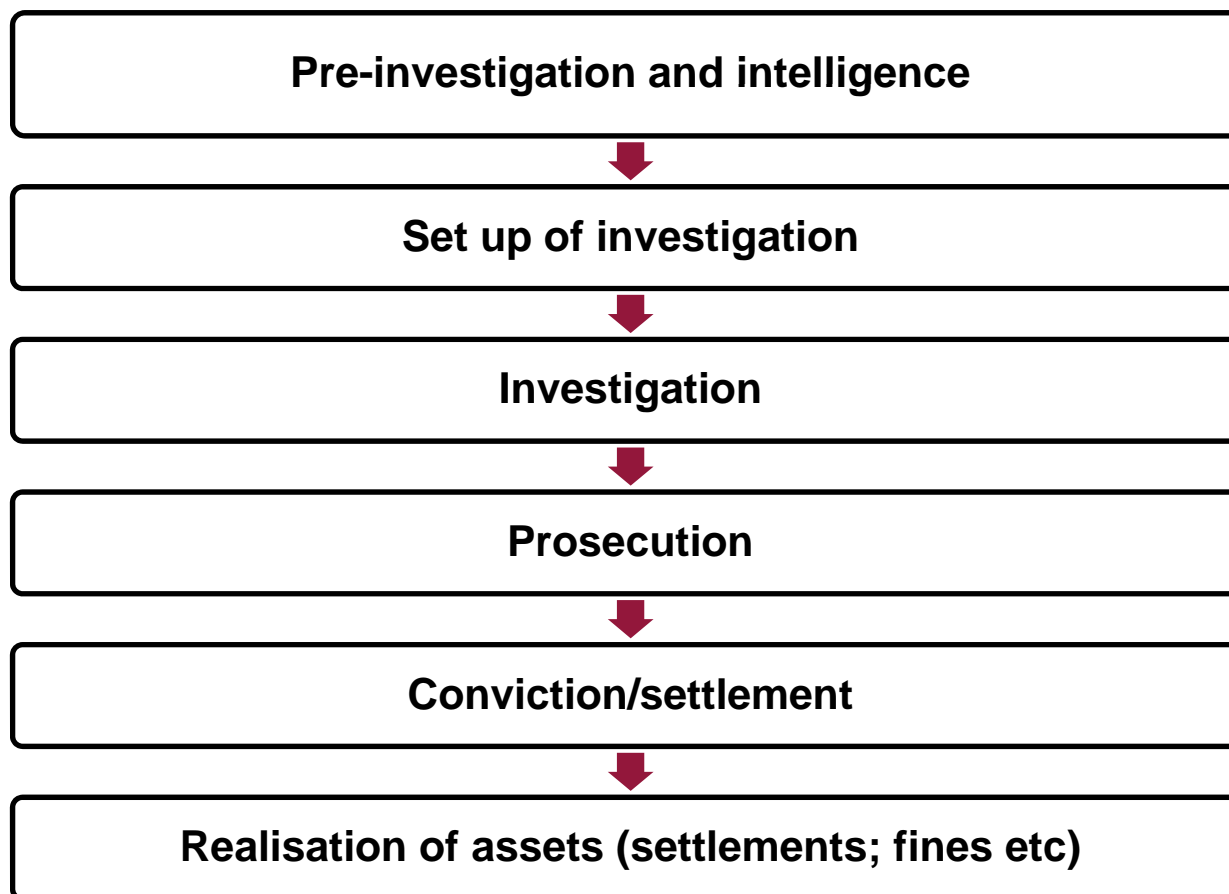 Pre-investigation and intelligence
Set up of investigation
Investigation
Prosecution
Conviction/settlement
Realisation of assets (settlements; fines etc)